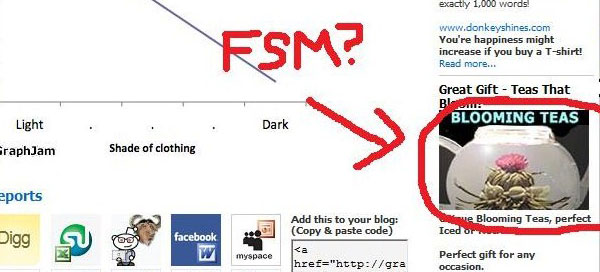 exactly 1,000 words!
www.donkeyshines.com
You're happiness might
increase if you buy a T-shirt!
Read more...
FSM?
Great Gift - Teas That
Bloom!
BLOOMING TEAS
Light . . . Dark
GraphJam
Shade of clothing
Unique Blooming Teas, perfect
Iced or
Perfect gift for any
occasion.
eports
Digg
facebook
W
myspace
Add this to your blog:
(Copy & paste code)
<a
href="http://gra